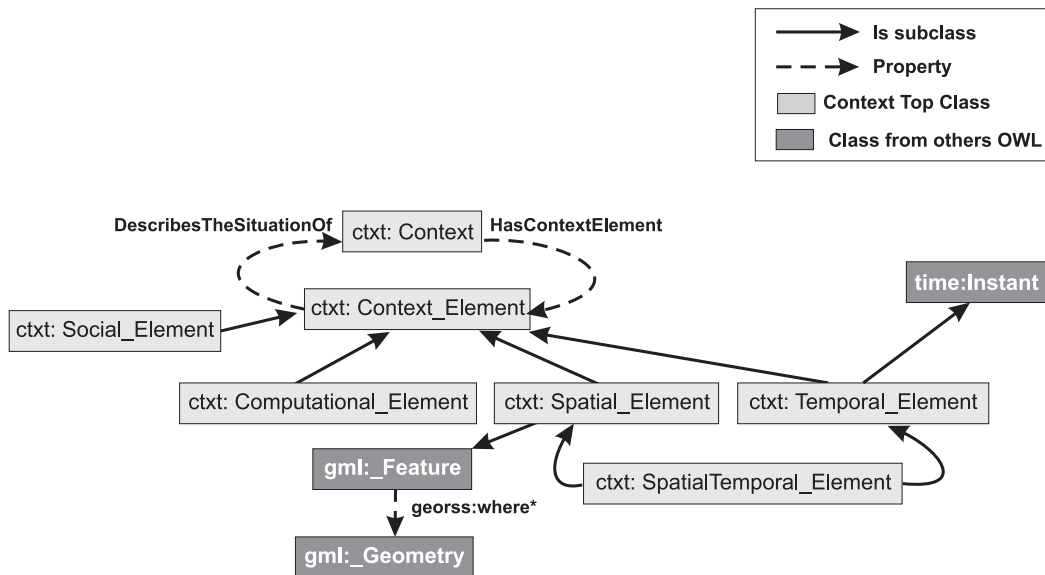 Is subclass
Property
Context Top Class
Class from others OWL
DescribesTheSituationOf
ctxt: Context
HasContextElement
time:Instant
ctxt: Context_Element
ctxt: Social_Element
ctxt: Computational_Element
ctxt: Spatial_Element
ctxt: Temporal_Element
gml:_Feature
ctxt: SpatialTemporal_Element
georss:where*
gml:_Geometry